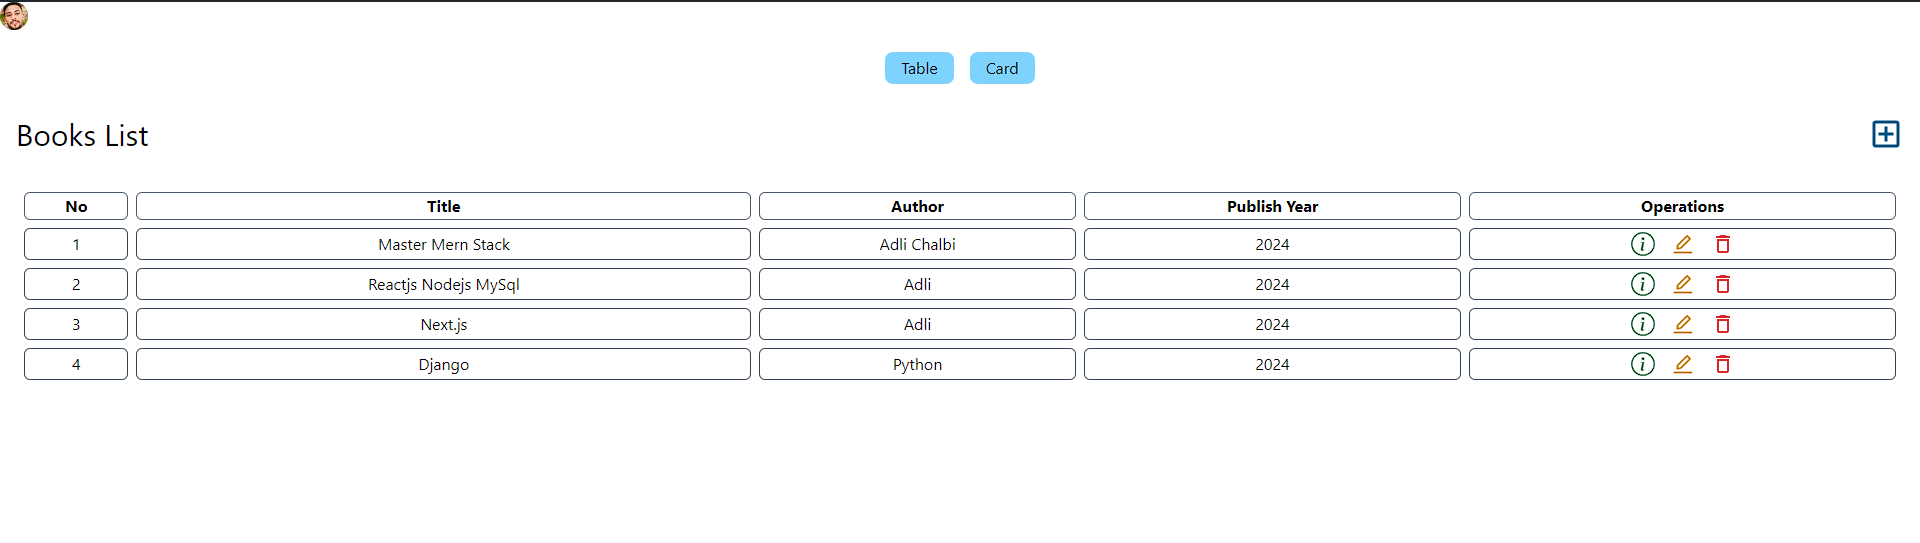 Table Card
Books List
No Title Author Publish Year Operations
1 Master Mern Stack Adli Chalbi 2024
2 Reactjs Nodejs MySql Adli 2024
3 Next.js Adli 2024
4 Django Python 2024